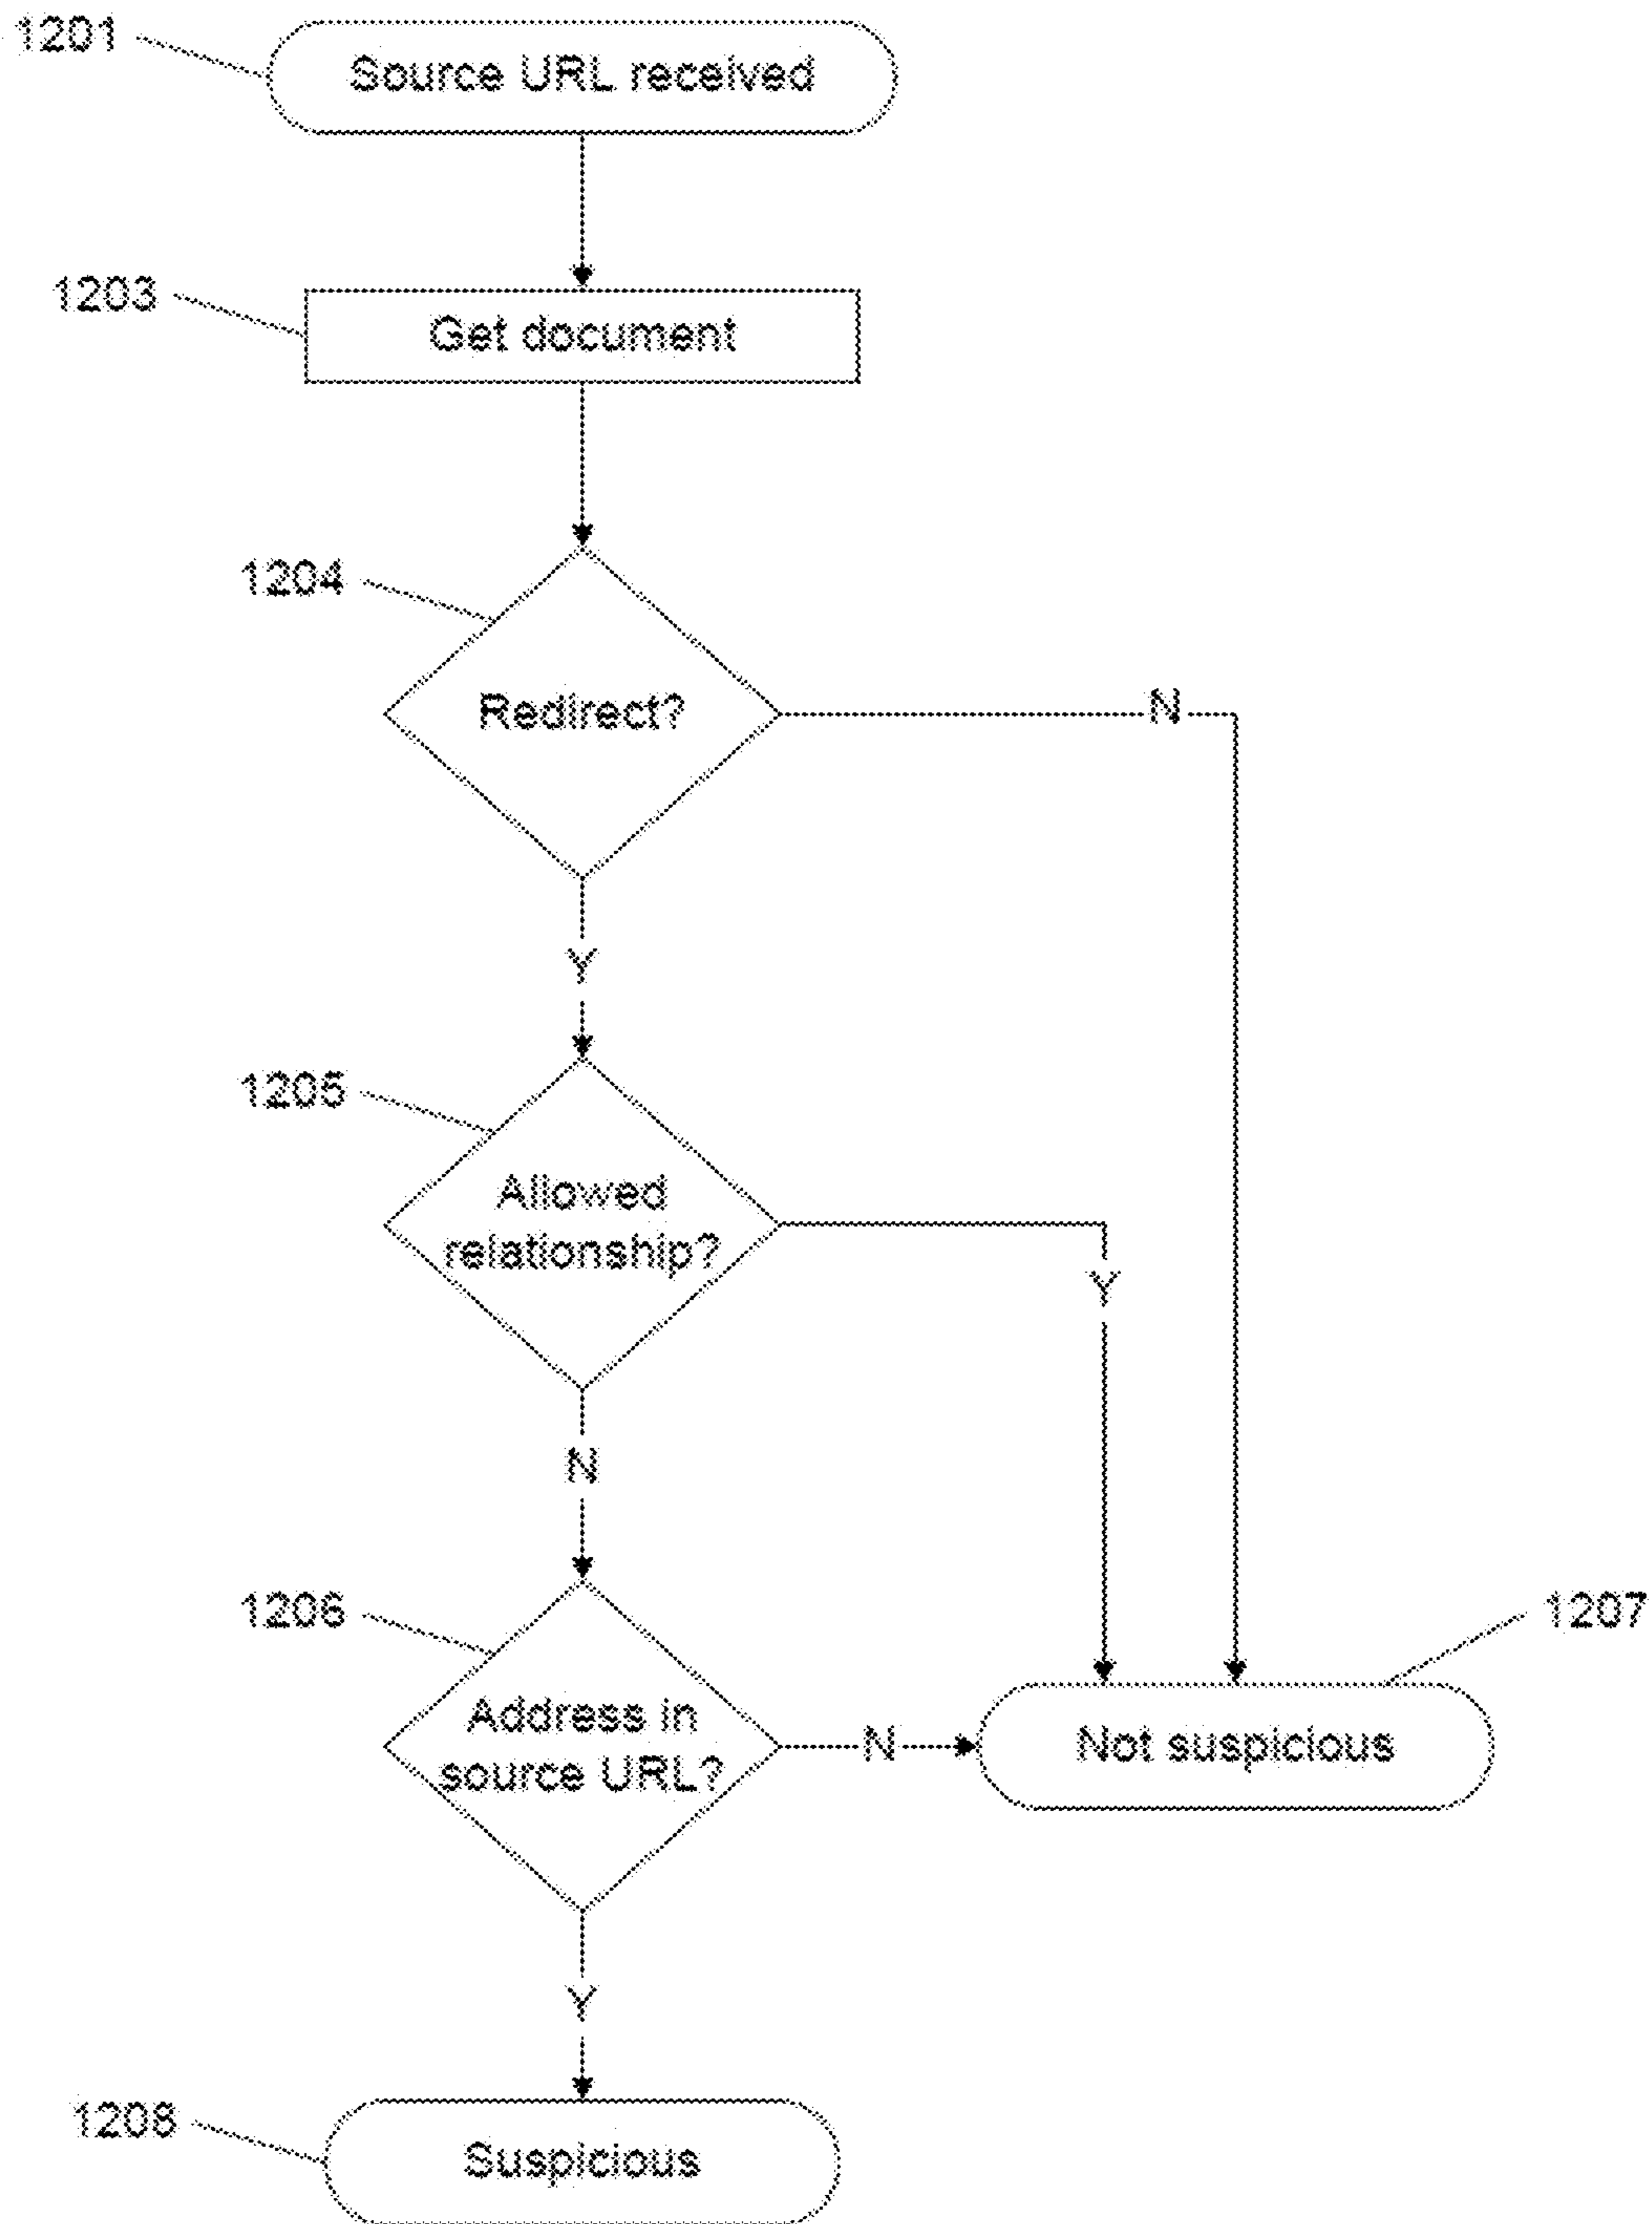 1201
Source URL received
1203
Get document
1204
Redirect?
N
Y
1205
Allowed
relationship?
Y
N
1206
1207
Address in
source URL?
N
Not suspicious
Y
1208
Suspicious